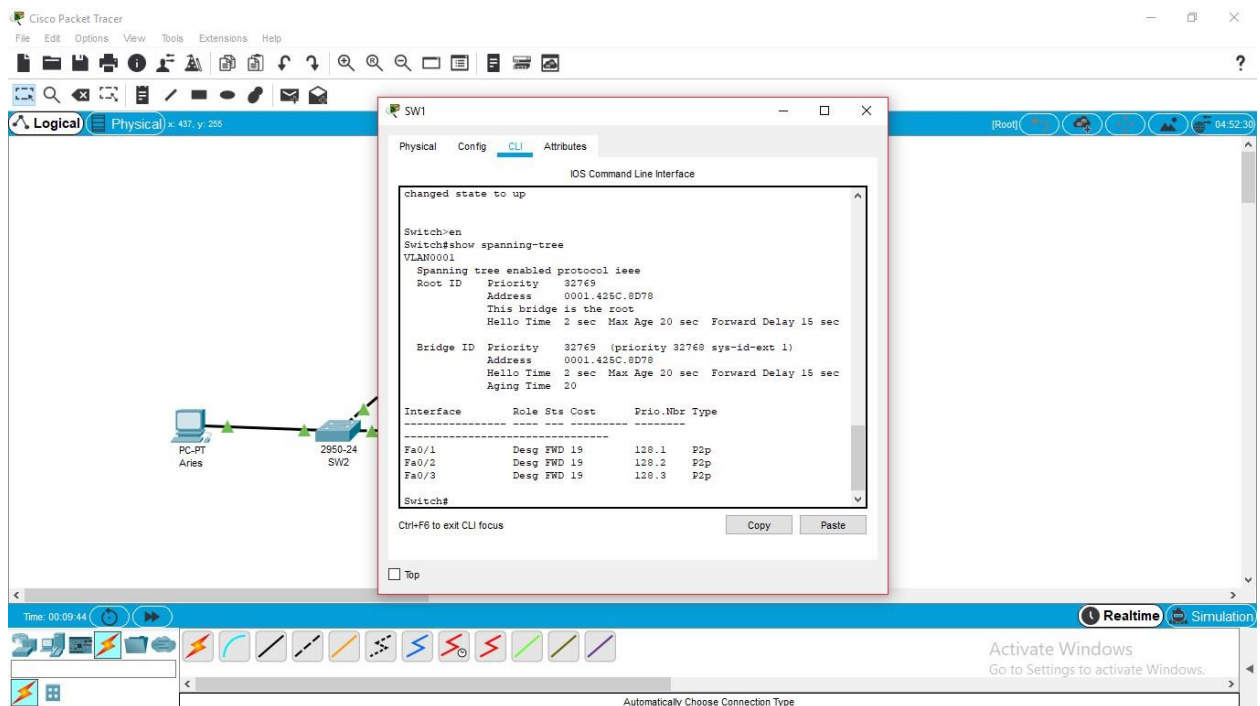 Cisco Packet Tracer
File Edit Options View Tools Extensions Help
?
Logical Physical x: 437, y: 255 [Root] 04:52:30
SW1
Physical Config CLI Attributes
IOS Command Line Interface
changed state to up
Switch>en
Switch#show spanning-tree
VLAN0001
Spanning tree enabled protocol ieee
Root ID Priority 32769
Address 0001.425C.8D78
This bridge is the root
Hello Time 2 sec Max Age 20 sec Forward Delay 15 sec
Bridge ID Priority 32769 (priority 32768 sys-id-ext 1)
Address 0001.425C.8D78
Hello Time 2 sec Max Age 20 sec Forward Delay 15 sec
Aging Time 20
Interface Role Sts Cost Prio.Nbr Type
---------------- ---- --- --------- --------
--------------------------------
Fa0/1 Desg FWD 19 128.1 P2p
Fa0/2 Desg FWD 19 128.2 P2p
Fa0/3 Desg FWD 19 128.3 P2p
Switch#
Ctrl+F6 to exit CLI focus
Copy Paste
Top
PC-PT
Aries
2950-24
SW2
Time: 00:09:44
Realtime Simulation
Activate Windows
Go to Settings to activate Windows.
Automatically Choose Connection Type